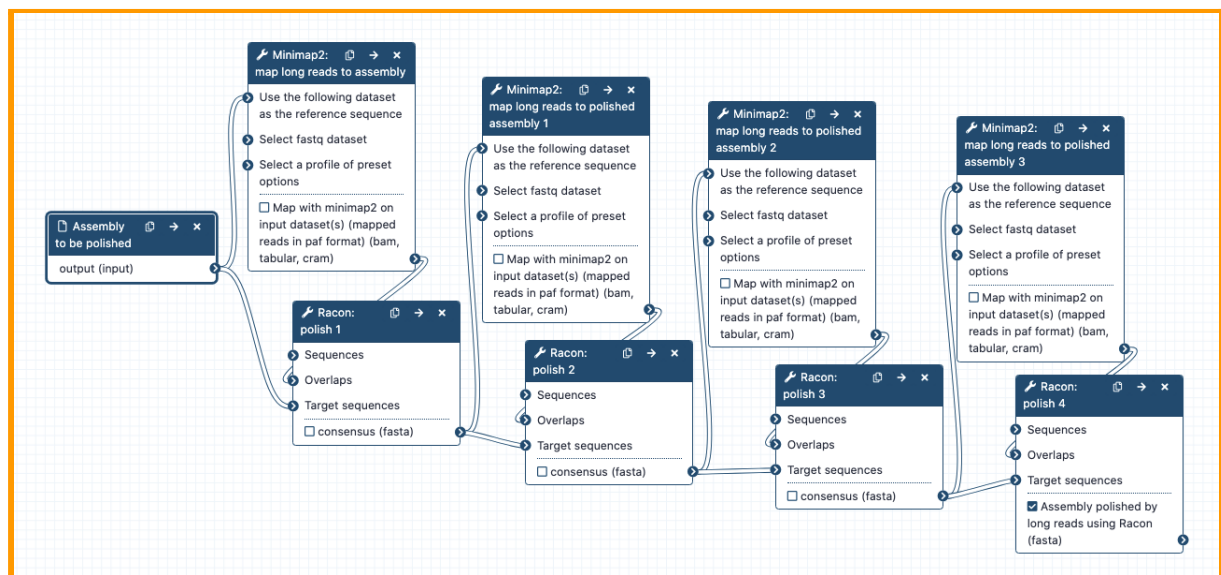 Assembly
to be polished
output (input)
Minimap2:
map long reads to assembly
Use the following dataset
as the reference sequence
Select fastq dataset
Select a profile of preset
options
Map with minimap2 on
input dataset(s) (mapped
reads in paf format) (bam,
tabular, cram)
Racon:
polish 1
Sequences
Overlaps
Target sequences
consensus (fasta)
Minimap2:
map long reads to polished
assembly 1
Use the following dataset
as the reference sequence
Select fastq dataset
Select a profile of preset
options
Map with minimap2 on
input dataset(s) (mapped
reads in paf format) (bam,
tabular, cram)
Racon:
polish 2
Sequences
Overlaps
Target sequences
consensus (fasta)
Minimap2:
map long reads to polished
assembly 2
Use the following dataset
as the reference sequence
Select fastq dataset
Select a profile of preset
options
Map with minimap2 on
input dataset(s) (mapped
reads in paf format) (bam,
tabular, cram)
Racon:
polish 3
Sequences
Overlaps
Target sequences
consensus (fasta)
Minimap2:
map long reads to polished
assembly 3
Use the following dataset
as the reference sequence
Select fastq dataset
Select a profile of preset
options
Map with minimap2 on
input dataset(s) (mapped
reads in paf format) (bam,
tabular, cram)
Racon:
polish 4
Sequences
Overlaps
Target sequences
Assembly polished by
long reads using Racon
(fasta)